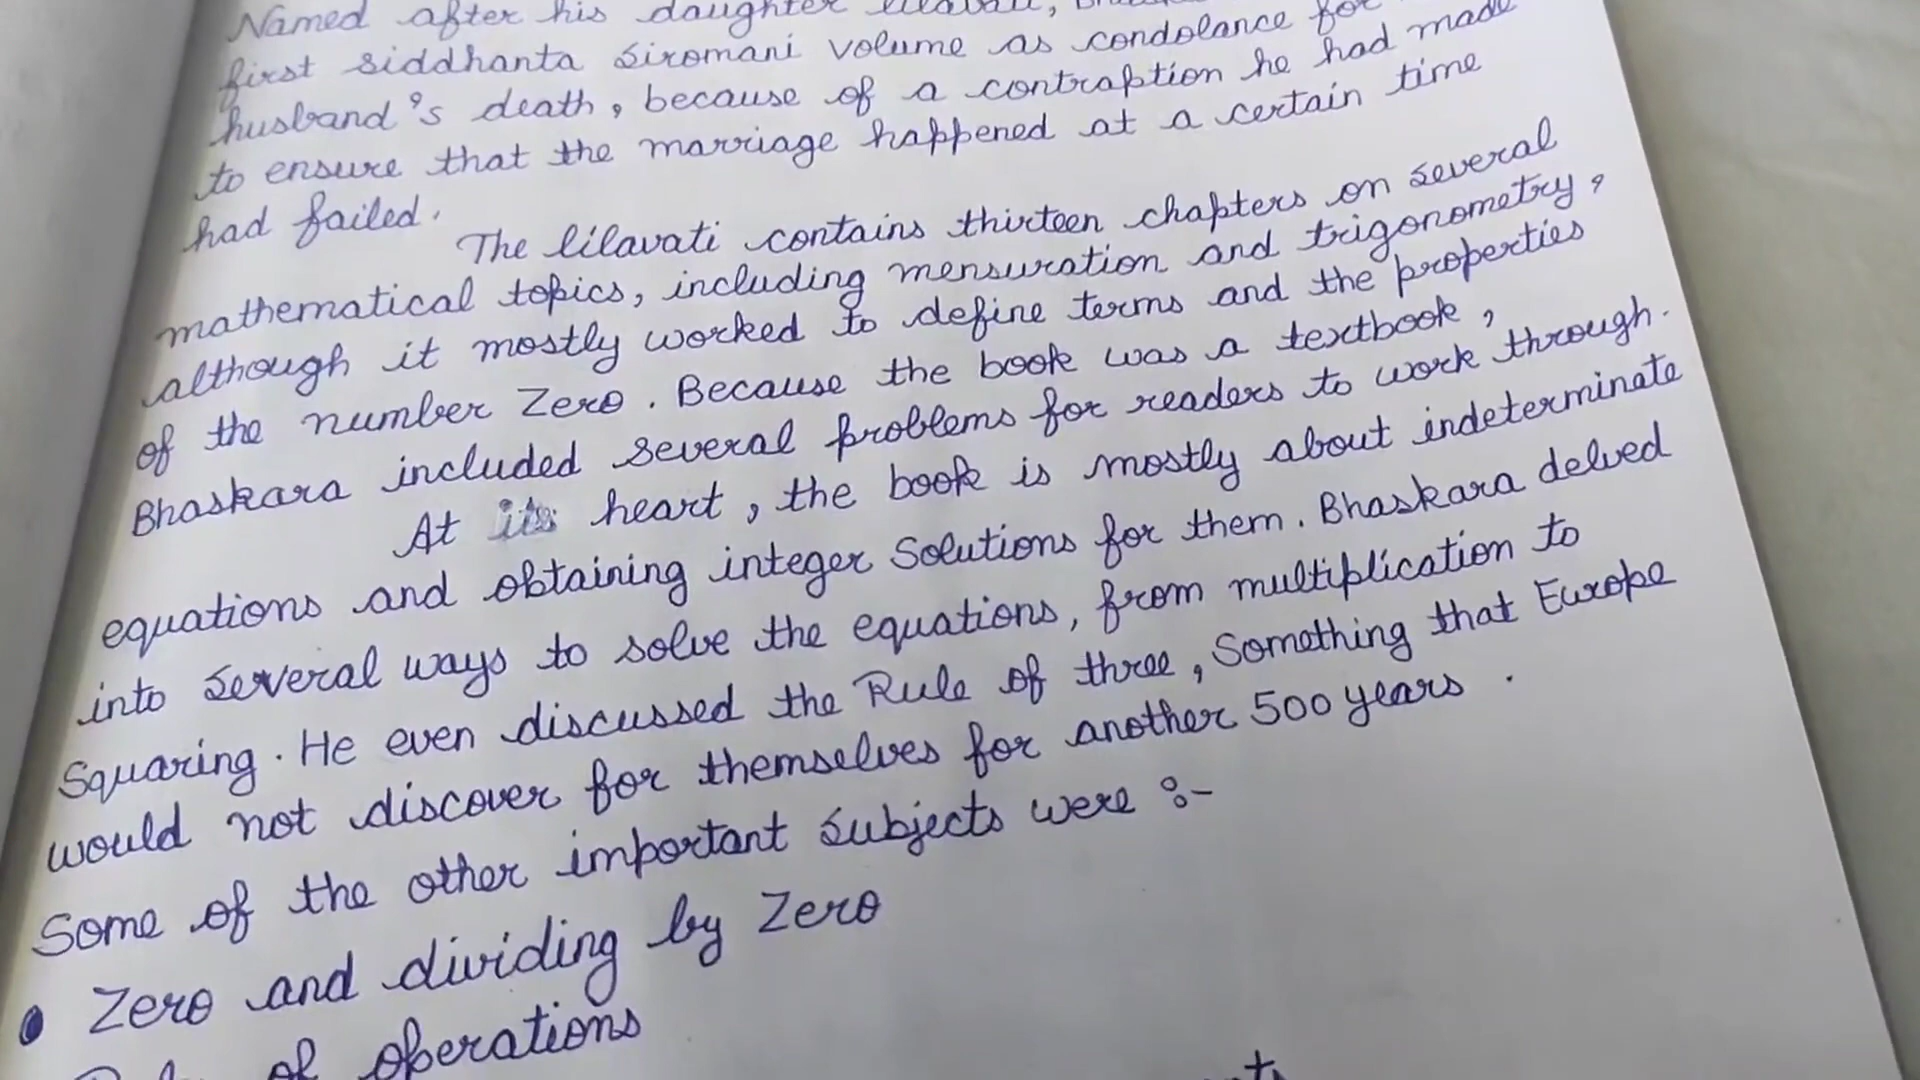 Named after his daughter lilavati,
first siddhanta siromani volume as condolance for
husband's death, because of a contraption he had made
to ensure that the marriage happened at a certain time
had failed.
The lilavati contains thirteen chapters on several
mathematical topics, including mensuration and trigonometry,
although it mostly worked to define terms and the properties
of the number Zero. Because the book was a textbook,
Bhaskara included several problems for readers to work through.
At its heart, the book is mostly about indeterminate
equations and obtaining integer Solutions for them. Bhaskara delved
into several ways to solve the equations, from multiplication to
Squaring. He even discussed the Rule of three, Something that Europe
would not discover for themselves for another 500 years.
Some of the other important subjects were :-
• Zero and dividing by Zero
of operations